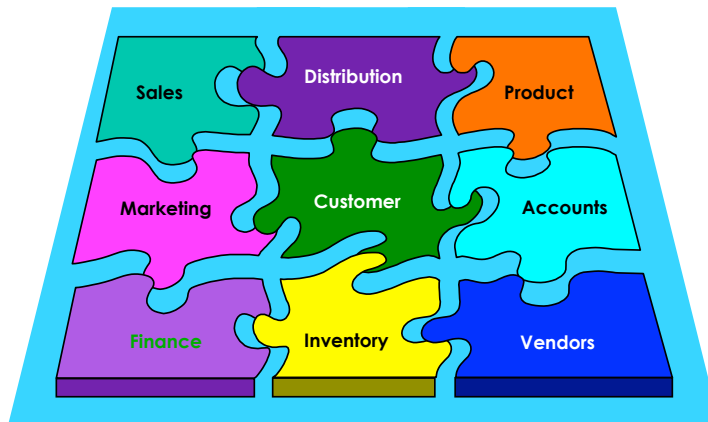 Sales
Distribution
Product
Marketing
Customer
Accounts
Finance
Inventory
Vendors